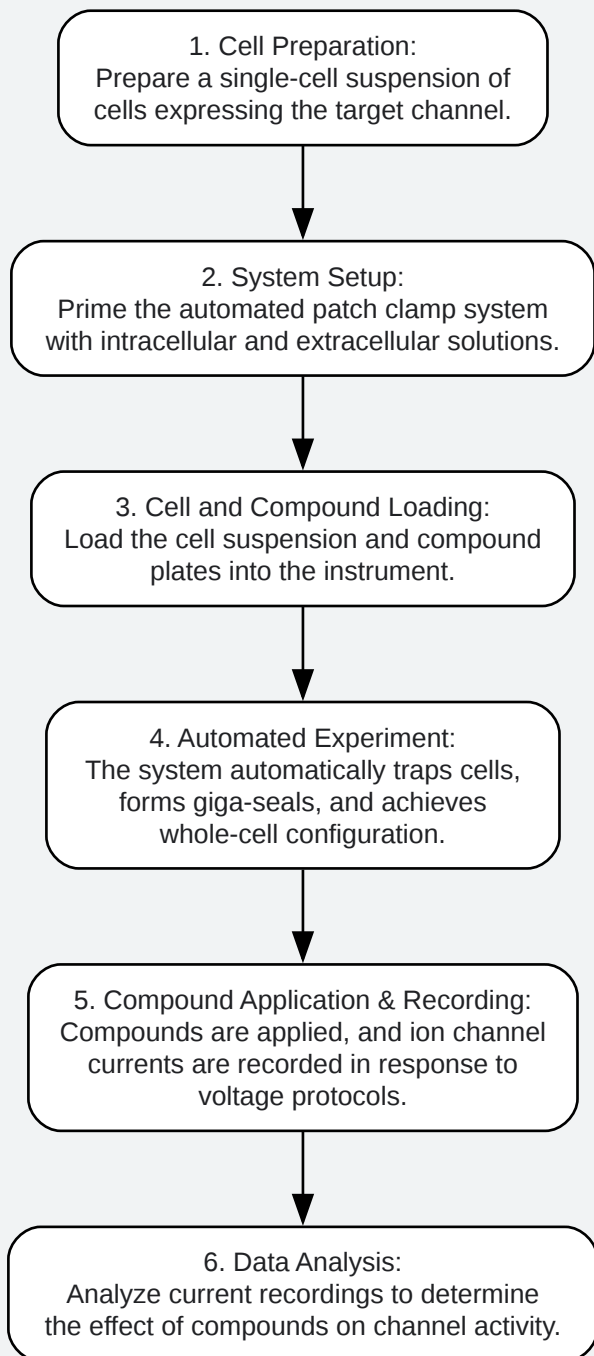 1. Cell Preparation:
Prepare a single-cell suspension of
cells expressing the target channel.
2. System Setup:
Prime the automated patch clamp system
with intracellular and extracellular solutions.
3. Cell and Compound Loading:
Load the cell suspension and compound
plates into the instrument.
4. Automated Experiment:
The system automatically traps cells,
forms giga-seals, and achieves
whole-cell configuration.
5. Compound Application & Recording:
Compounds are applied, and ion channel
currents are recorded in response to
voltage protocols.
6. Data Analysis:
Analyze current recordings to determine
the effect of compounds on channel activity.